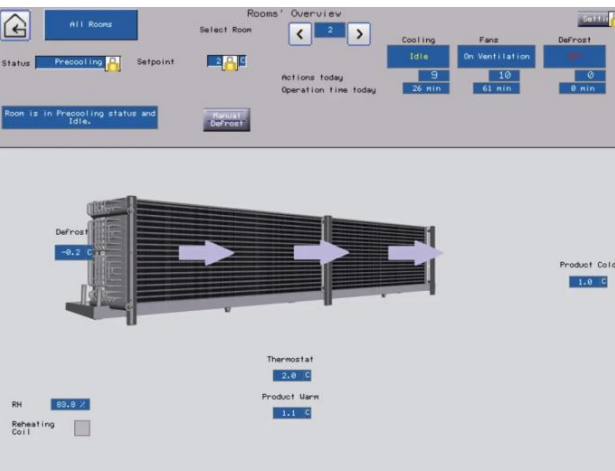 Rooms' Overview
All Rooms
Select Room
2
Cooling
Fans
DeFrost
Status
Precooling
Setpoint
2
C
Idle
On Ventilation
Actions today
9
10
0
Operation time today
26 min
61 min
0 min
Room is in Precooling status and
Idle.
Manual
DeFrost
DeFrost
-0.2 C
Product Cold
1.0 C
Thermostat
2.0 C
Product Warm
1.1 C
RH
Reheating
Coil